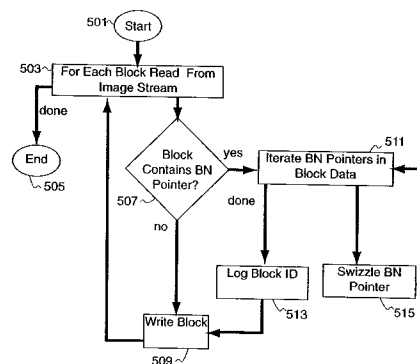 501
Start
503
For Each Block Read From
Image Stream
done
End
505
Block
Contains BN
Pointer?
507
yes
no
511
Iterate BN Pointers in
Block Data
done
Log Block ID
513
Swizzle BN
Pointer
515
Write Block
509